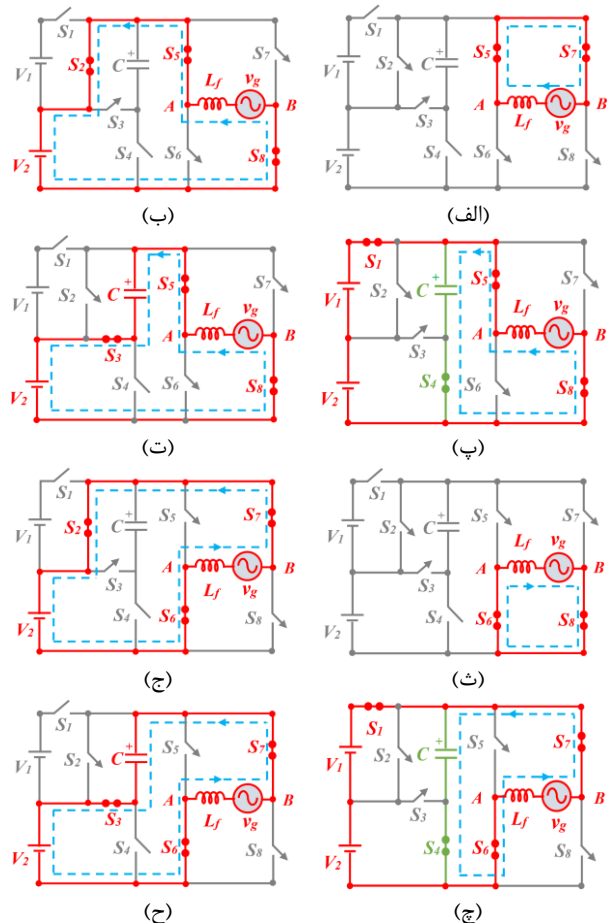 S1
S7
S5
+
C
S2
V1
Lf
vg
A
B
S3
V2
S4
S6
S8
(الف)
S1
S7
S5
+
C
S2
V1
Lf
vg
A
B
S3
V2
S4
S6
S8
(ب)
S1
S7
S5
+
C
S2
V1
Lf
vg
A
B
S3
V2
S4
S6
S8
(پ)
S1
S7
S5
+
C
S2
V1
Lf
vg
A
B
S3
V2
S4
S6
S8
(ت)
S1
S7
S5
+
C
S2
V1
Lf
vg
A
B
S3
V2
S4
S6
S8
(ث)
S1
S7
S5
+
C
S2
V1
Lf
vg
A
B
S3
V2
S4
S6
S8
(ج)
S1
S7
S5
+
C
S2
V1
Lf
vg
A
B
S3
V2
S4
S6
S8
(چ)
S1
S7
S5
+
C
S2
V1
Lf
vg
A
B
S3
V2
S4
S6
S8
(ح)